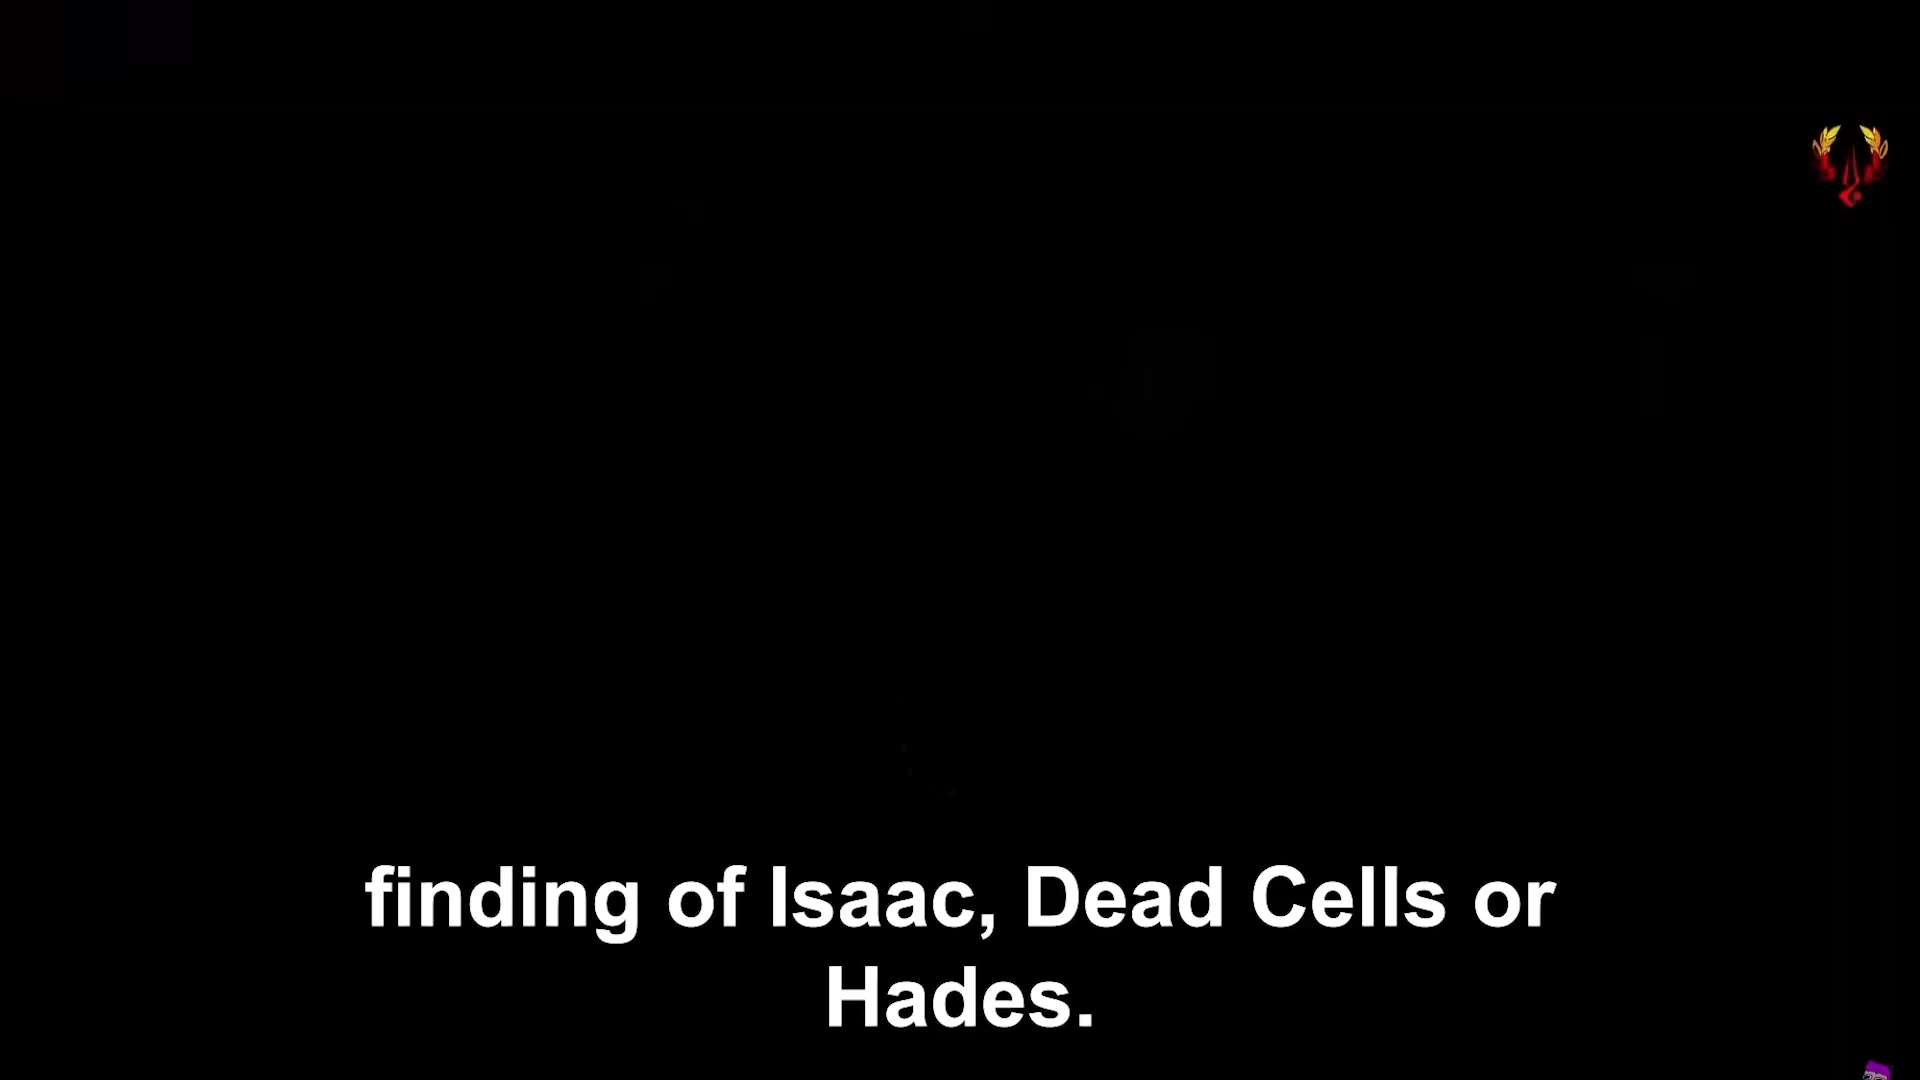 finding of Isaac, Dead Cells or
Hades.